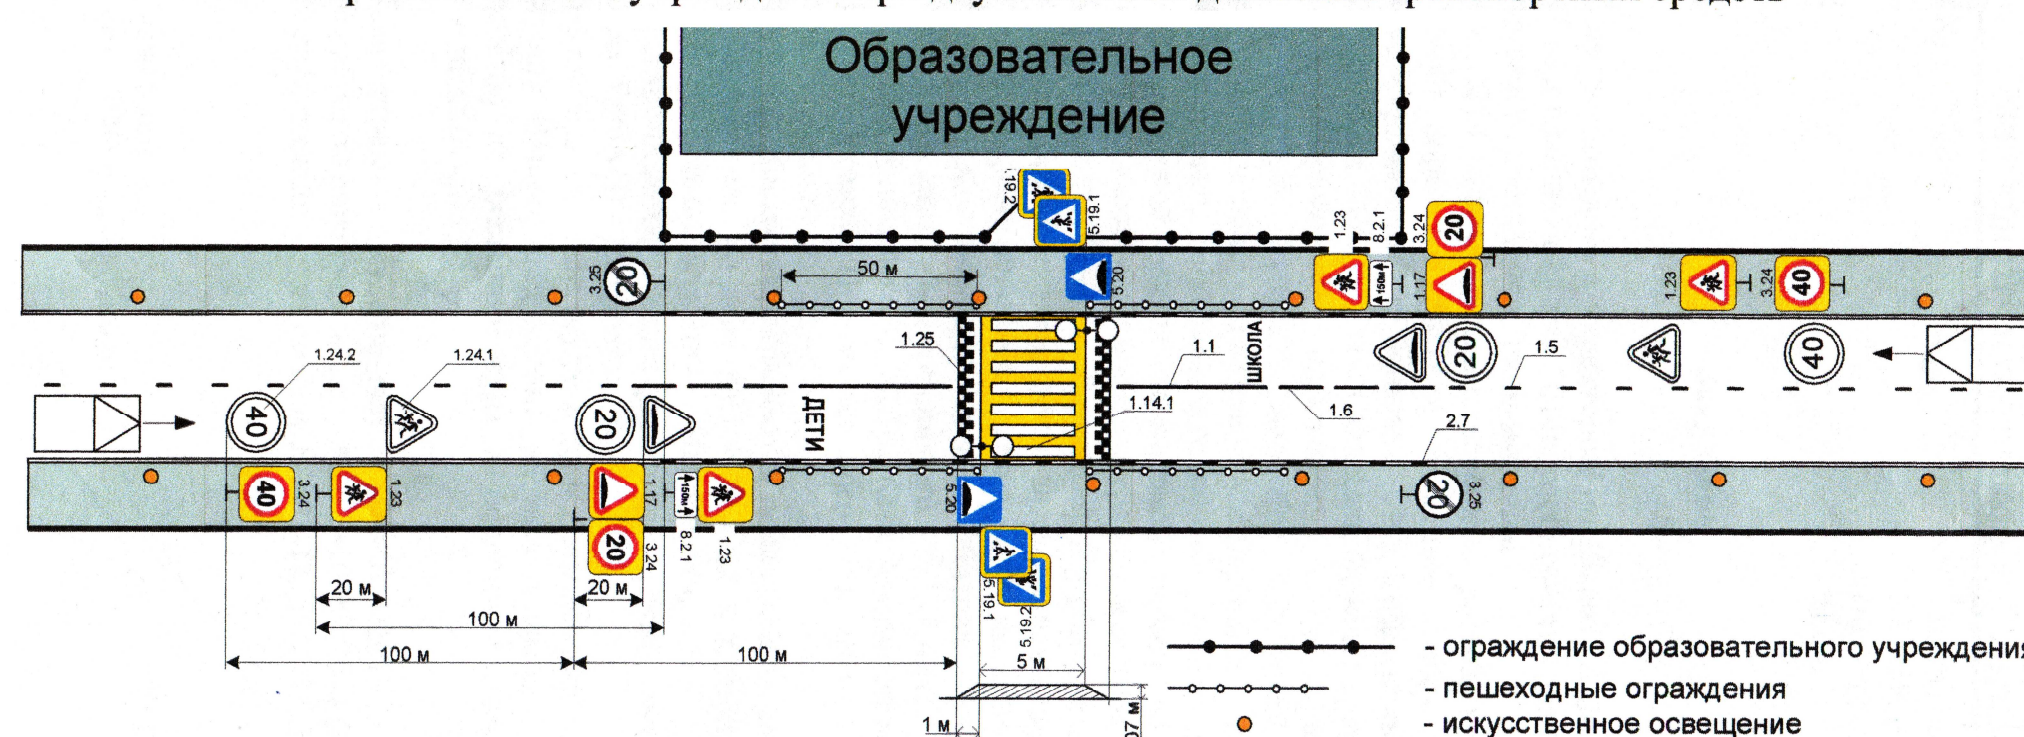 Образовательное
учреждение
5.19.1
1.23
8.2.1
3.24
20
3.25
20
50 м
5.20
150м
1.17
1.23
3.24
40
1.24.2
1.24.1
1.25
1.1
ШКОЛА
20
1.5
40
40
20
ДЕТИ
1.14.1
1.6
2.7
40
3.24
1.23
1.17
150м
5.20
20
3.25
20
3.24
8.2.1
1.23
5.19.1
5.19.2
20 м
20 м
100 м
100 м
100 м
5 м
1 м
- ограждение образовательного учреждения
- пешеходные ограждения
- искусственное освещение